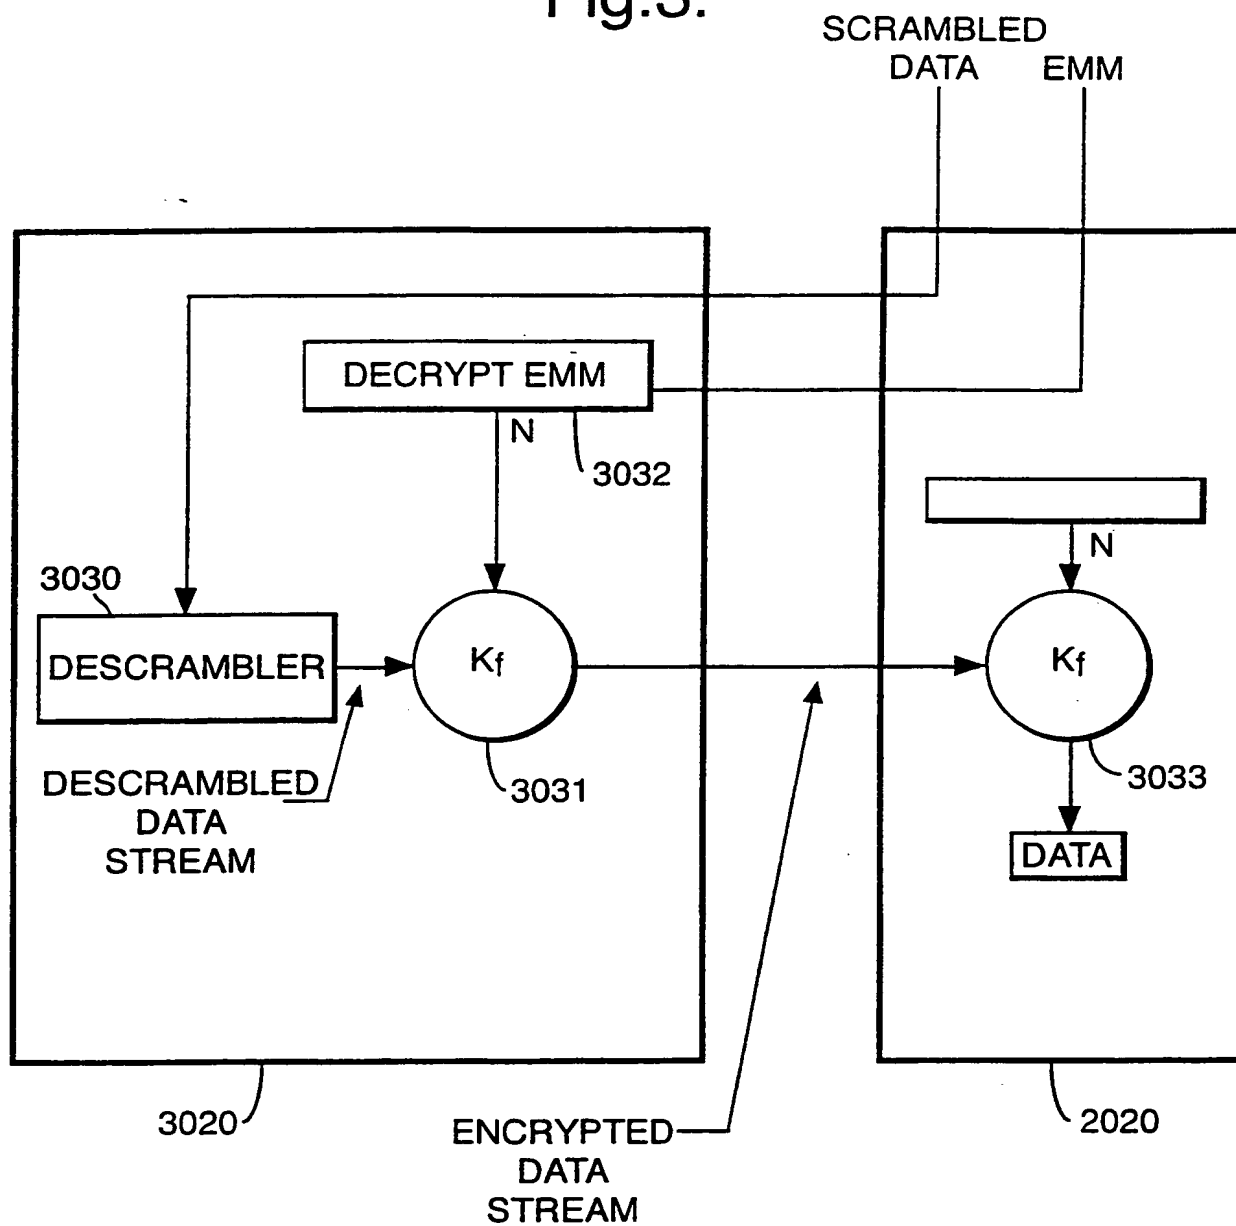 Fig.3.
SCRAMBLED
DATA
EMM
DECRYPT EMM
N
3032
N
3030
DESCRAMBLER
Kf
Kf
3031
3033
DESCRAMBLED
DATA
STREAM
DATA
3020
2020
ENCRYPTED
DATA
STREAM